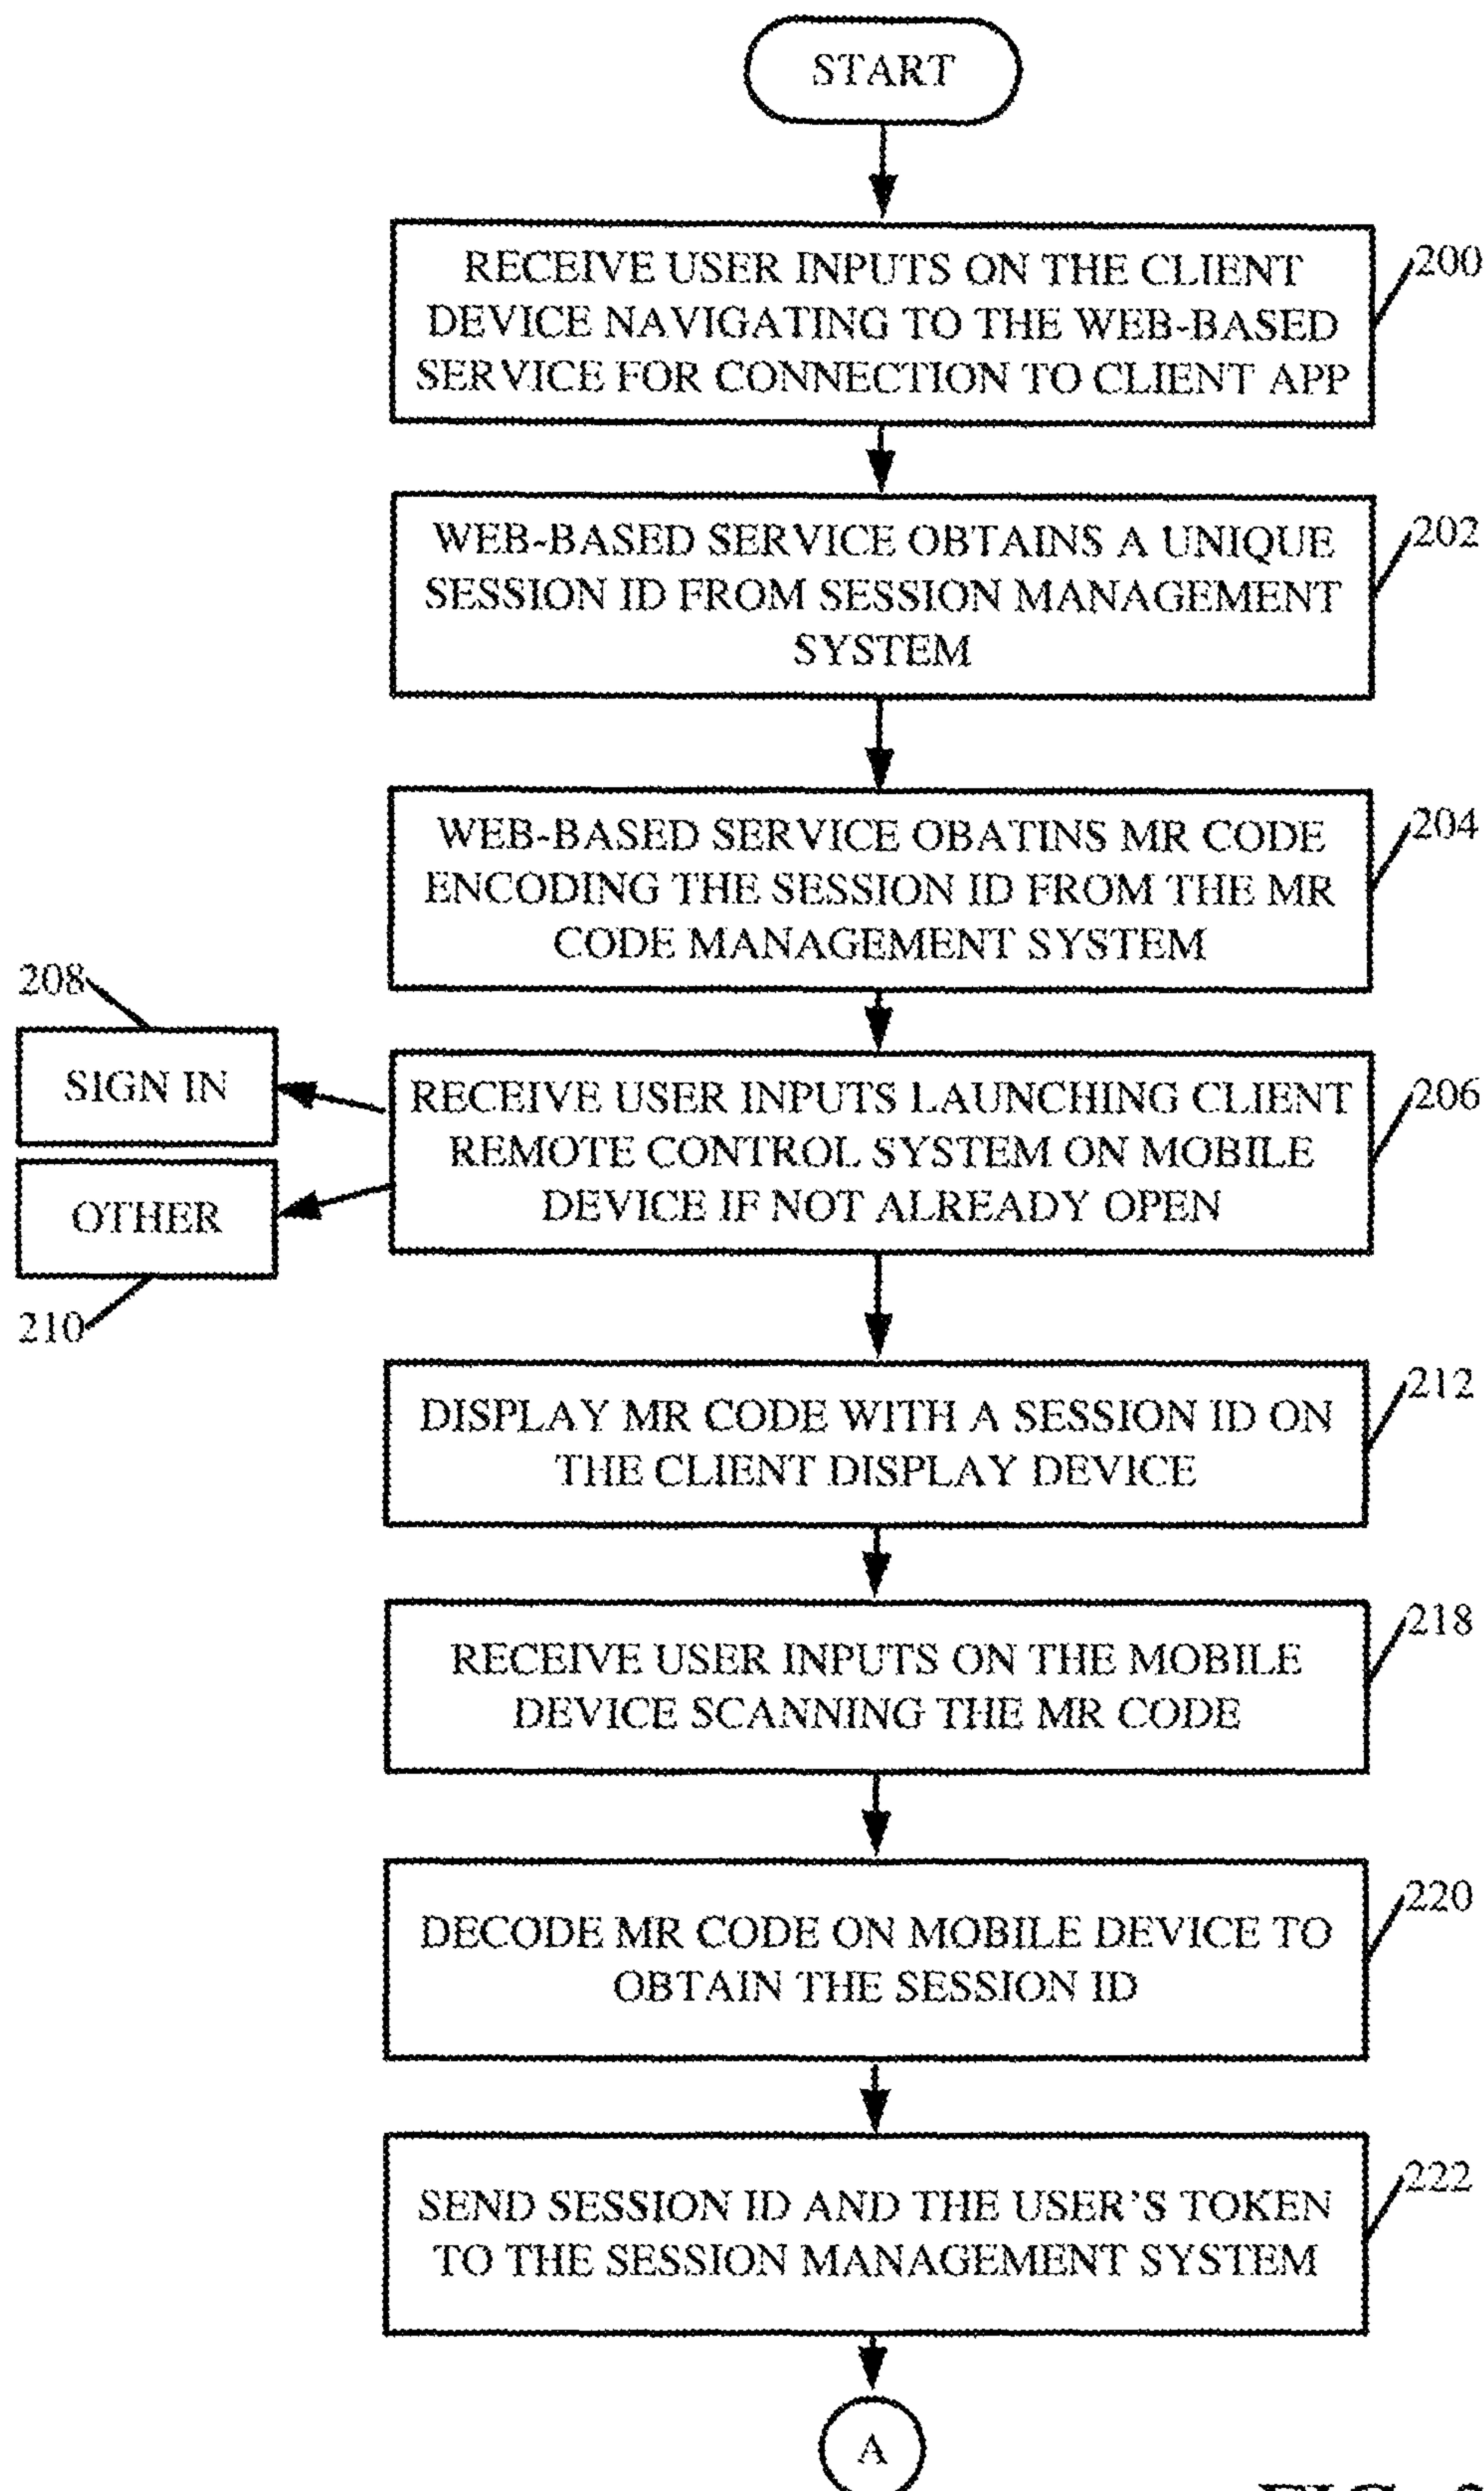 START
RECEIVE USER INPUTS ON THE CLIENT
DEVICE NAVIGATING TO THE WEB-BASED
SERVICE FOR CONNECTION TO CLIENT APP
200
WEB-BASED SERVICE OBTAINS A UNIQUE
SESSION ID FROM SESSION MANAGEMENT
SYSTEM
202
WEB-BASED SERVICE OBATINS MR CODE
ENCODING THE SESSION ID FROM THE MR
CODE MANAGEMENT SYSTEM
204
208
SIGN IN
OTHER
210
RECEIVE USER INPUTS LAUNCHING CLIENT
REMOTE CONTROL SYSTEM ON MOBILE
DEVICE IF NOT ALREADY OPEN
206
DISPLAY MR CODE WITH A SESSION ID ON
THE CLIENT DISPLAY DEVICE
212
RECEIVE USER INPUTS ON THE MOBILE
DEVICE SCANNING THE MR CODE
218
DECODE MR CODE ON MOBILE DEVICE TO
OBTAIN THE SESSION ID
220
SEND SESSION ID AND THE USER'S TOKEN
TO THE SESSION MANAGEMENT SYSTEM
222
A